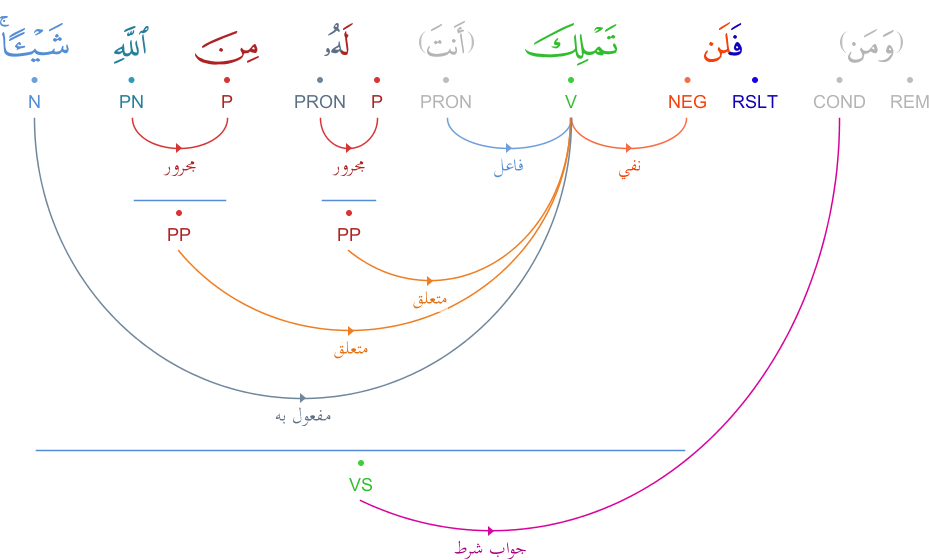 (وَمَن) فَلَن تَمْلِكَ (أَنتَ) لَهُۥ مِنَ ٱللَّهِ شَيْـًٔا ۚ
REM COND RSLT NEG V PRON P PRON P PN N
نفي فاعل مجرور مجرور
PP PP
متعلق
متعلق
مفعول به
VS
جواب شرط